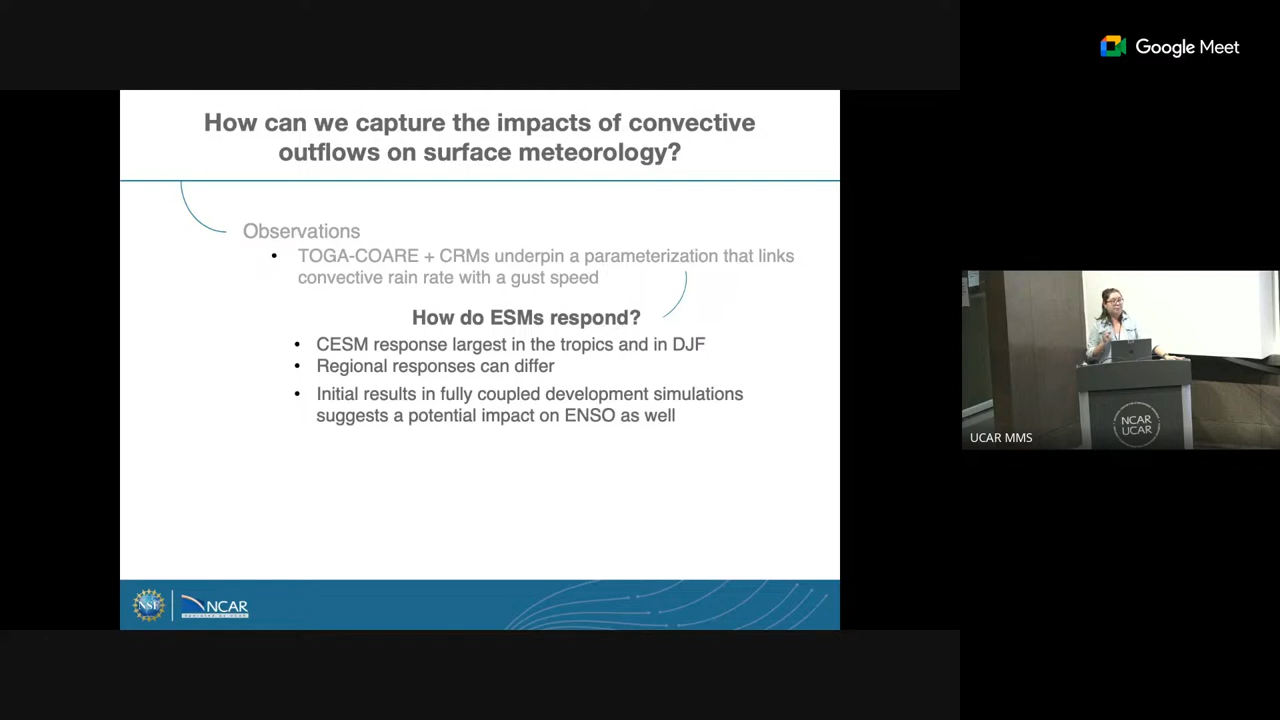 Google Meet
How can we capture the impacts of convective
outflows on surface meteorology?
Observations
• TOGA-COARE + CRMs underpin a parameterization that links
convective rain rate with a gust speed
How do ESMs respond?
• CESM response largest in the tropics and in DJF
• Regional responses can differ
• Initial results in fully coupled development simulations
suggests a potential impact on ENSO as well
NCAR
UCAR
UCAR MMS
NSF
NCAR